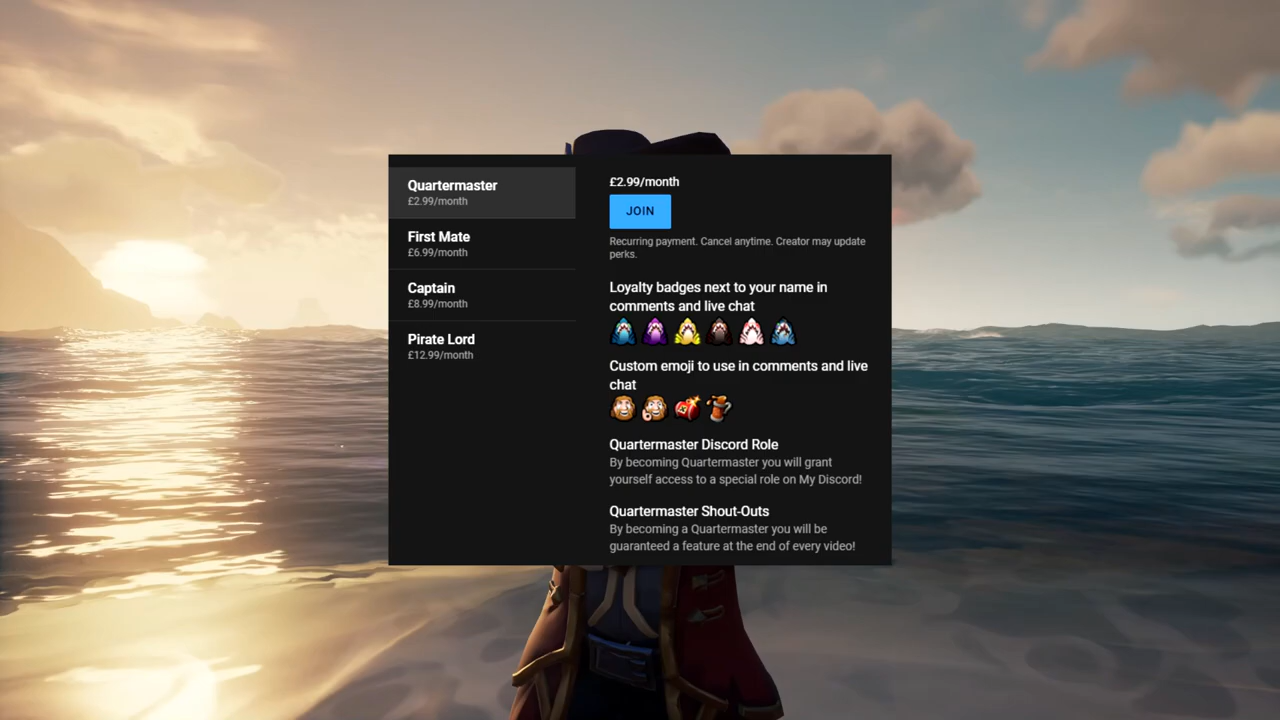 Quartermaster
£2.99/month
First Mate
£6.99/month
Captain
£8.99/month
Pirate Lord
£12.99/month
£2.99/month
JOIN
Recurring payment. Cancel anytime. Creator may update
perks.
Loyalty badges next to your name in
comments and live chat
Custom emoji to use in comments and live
chat
Quartermaster Discord Role
By becoming Quartermaster you will grant
yourself access to a special role on My Discord!
Quartermaster Shout-Outs
By becoming a Quartermaster you will be
guaranteed a feature at the end of every video!